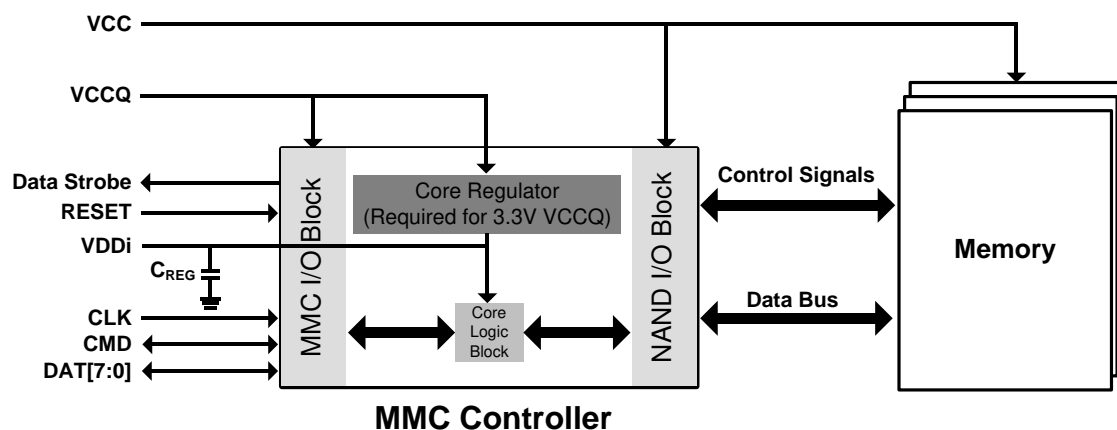 VCC
VCCQ
Data Strobe
RESET
VDDi
CREG
CLK
CMD
DAT[7:0]
MMC I/O Block
Core Regulator
(Required for 3.3V VCCQ)
Core
Logic
Block
NAND I/O Block
Control Signals
Data Bus
Memory
MMC Controller